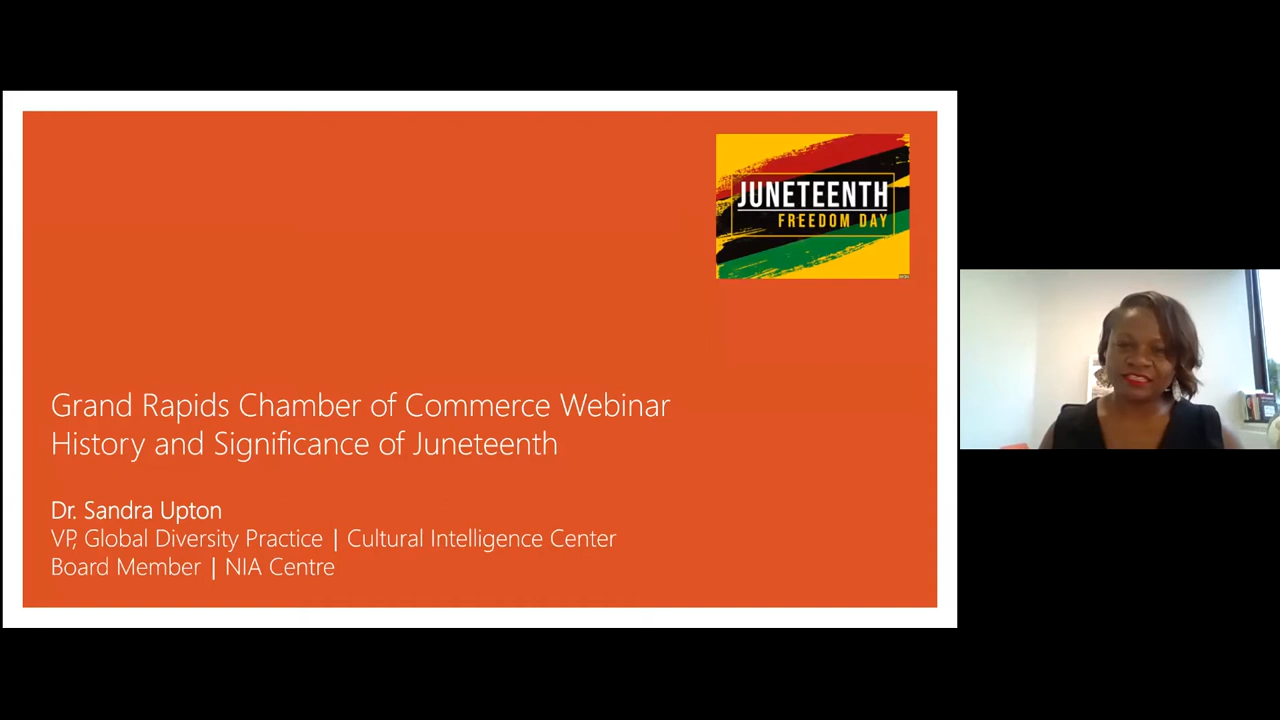 JUNETEENTH
FREEDOM DAY
Grand Rapids Chamber of Commerce Webinar
History and Significance of Juneteenth
Dr. Sandra Upton
VP, Global Diversity Practice | Cultural Intelligence Center
Board Member | NIA Centre